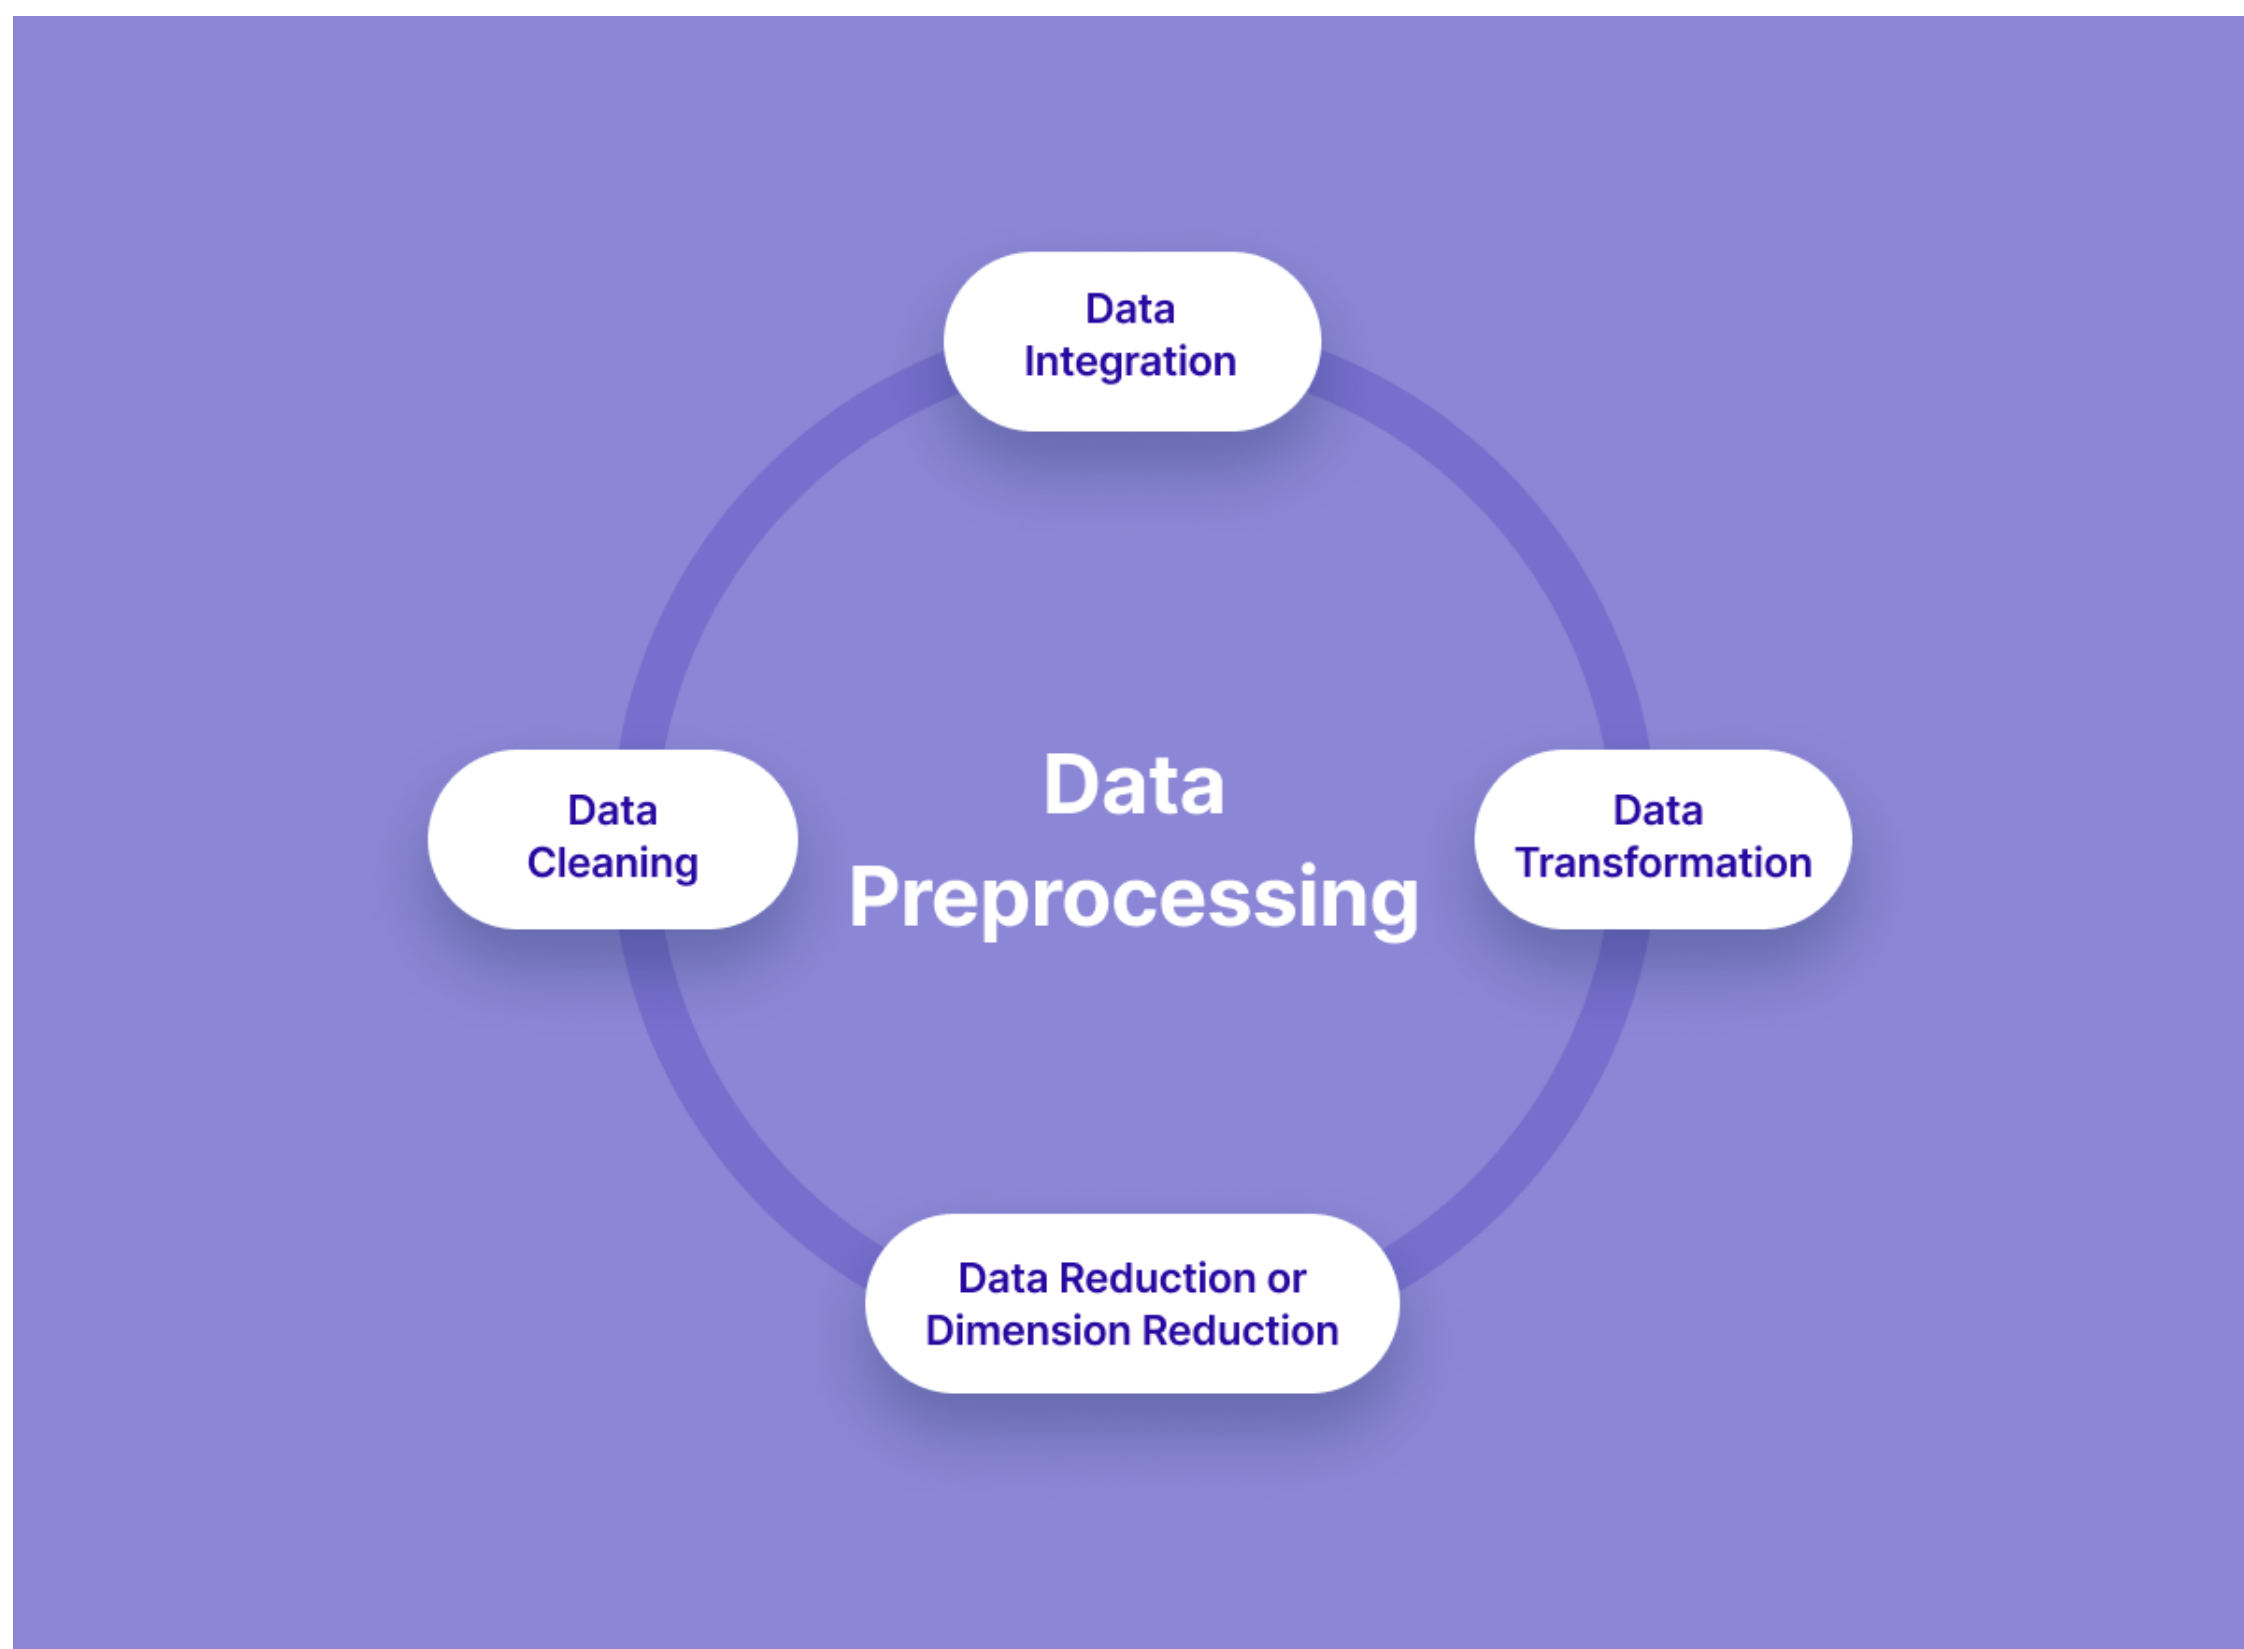 Data
Integration
Data
Cleaning
Data
Preprocessing
Data
Transformation
Data Reduction or
Dimension Reduction